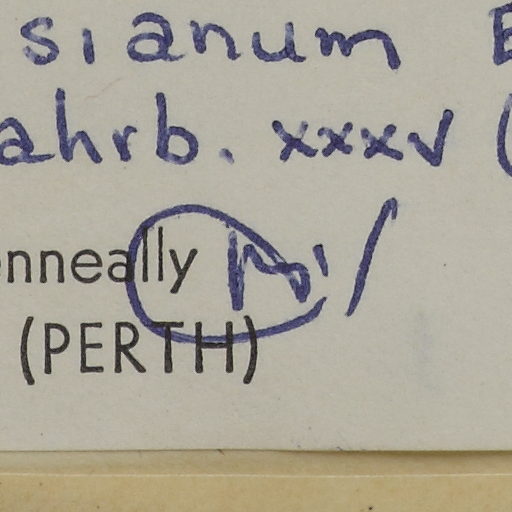 sianum
ahrb. xxxv (
nneally
(PERTH)